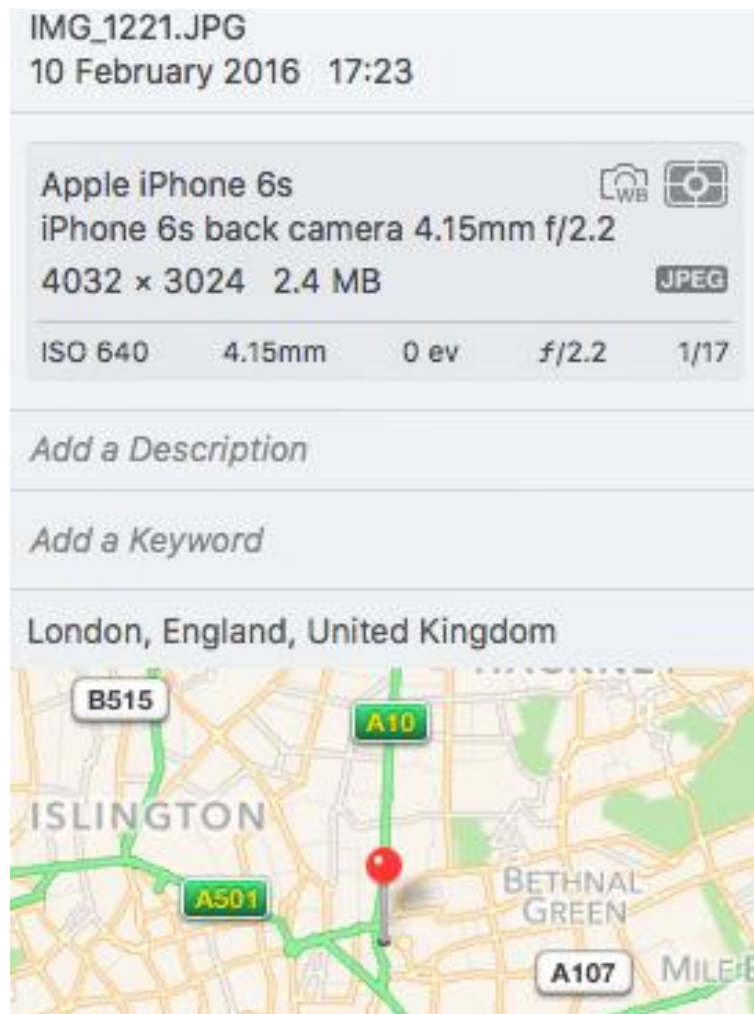 IMG_1221.JPG
10 February 2016 17:23
Apple iPhone 6s
WB
iPhone 6s back camera 4.15mm f/2.2
4032 × 3024 2.4 MB
JPEG
ISO 640 4.15mm 0 ev ƒ/2.2 1/17
Add a Description
Add a Keyword
London, England, United Kingdom
B515
A10
ISLINGTON
A501
BETHNAL
GREEN
A107